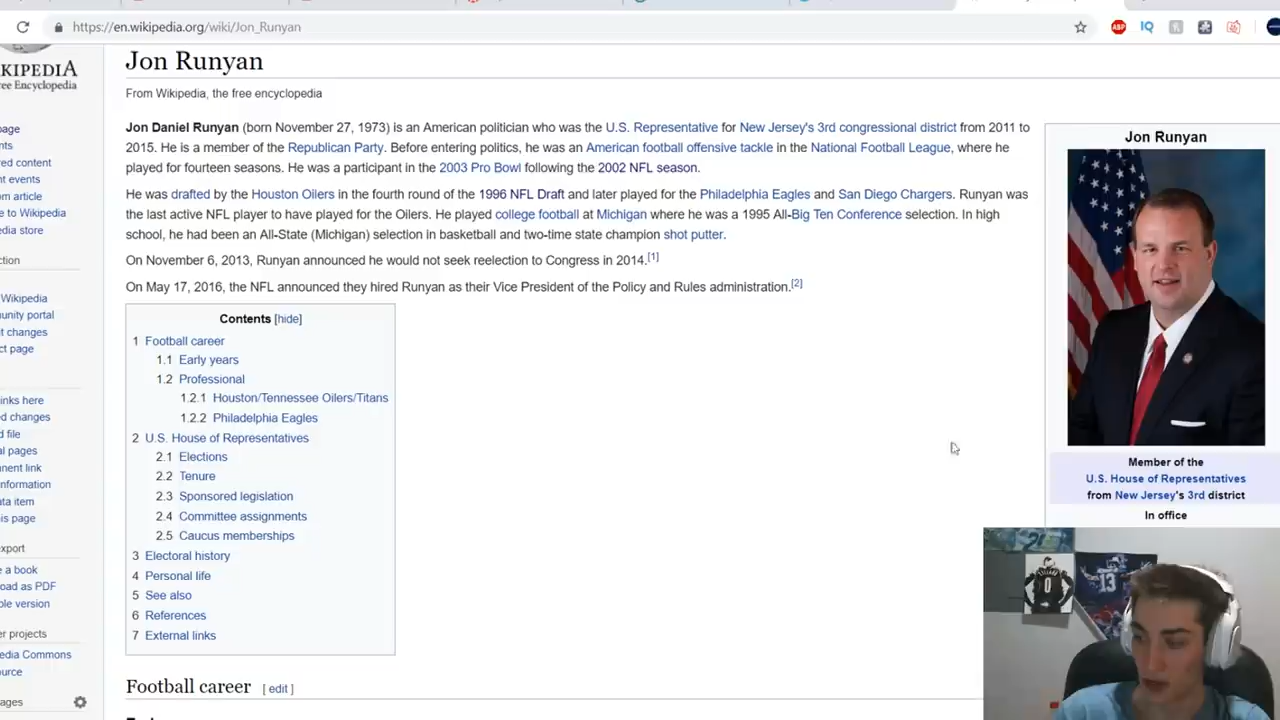 https://en.wikipedia.org/wiki/Jon_Runyan
ABP
IQ
IKIPEDIA
ree Encyclopedia
page
ents
red content
nt events
om article
e to Wikipedia
pedia store
ction
Wikipedia
unity portal
t changes
ct page
inks here
ed changes
d file
al pages
nent link
information
ata item
is page
xport
e a book
oad as PDF
ble version
er projects
edia Commons
ource
ages
Jon Runyan
From Wikipedia, the free encyclopedia
Jon Daniel Runyan (born November 27, 1973) is an American politician who was the U.S. Representative for New Jersey's 3rd congressional district from 2011 to
2015. He is a member of the Republican Party. Before entering politics, he was an American football offensive tackle in the National Football League, where he
played for fourteen seasons. He was a participant in the 2003 Pro Bowl following the 2002 NFL season.
He was drafted by the Houston Oilers in the fourth round of the 1996 NFL Draft and later played for the Philadelphia Eagles and San Diego Chargers. Runyan was
the last active NFL player to have played for the Oilers. He played college football at Michigan where he was a 1995 All-Big Ten Conference selection. In high
school, he had been an All-State (Michigan) selection in basketball and two-time state champion shot putter.
On November 6, 2013, Runyan announced he would not seek reelection to Congress in 2014.[1]
On May 17, 2016, the NFL announced they hired Runyan as their Vice President of the Policy and Rules administration.[2]
Contents [hide]
1 Football career
1.1 Early years
1.2 Professional
1.2.1 Houston/Tennessee Oilers/Titans
1.2.2 Philadelphia Eagles
2 U.S. House of Representatives
2.1 Elections
2.2 Tenure
2.3 Sponsored legislation
2.4 Committee assignments
2.5 Caucus memberships
3 Electoral history
4 Personal life
5 See also
6 References
7 External links
Football career [ edit ]
Jon Runyan
Member of the
U.S. House of Representatives
from New Jersey's 3rd district
In office
0
13